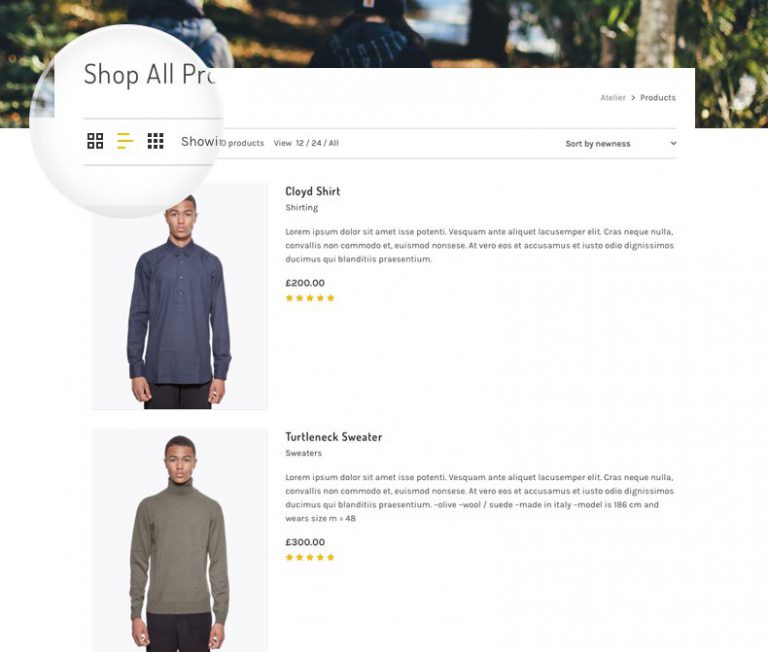 Shop All
Atelier > Products
products View 12 / 24 / All
Sort by newness
Cloyd Shirt
Shirting
Lorem ipsum dolor sit amet isse potenti. Vesquam ante aliquet lacusemper elit. Cras neque nulla,
convallis non commodo et, euismod nonsese. At vero eos et accusamus et iusto odio dignissimos
ducimus qui blanditiis praesentium.
£200.00
Turtleneck Sweater
Sweaters
Lorem ipsum dolor sit amet isse potenti. Vesquam ante aliquet lacusemper elit. Cras neque nulla,
convallis non commodo et, euismod nonsese. At vero eos et accusamus et iusto odio dignissimos
ducimus qui blanditiis praesentium. –olive –wool / suede –made in italy –model is 186 cm and
wears size m = 48
£300.00